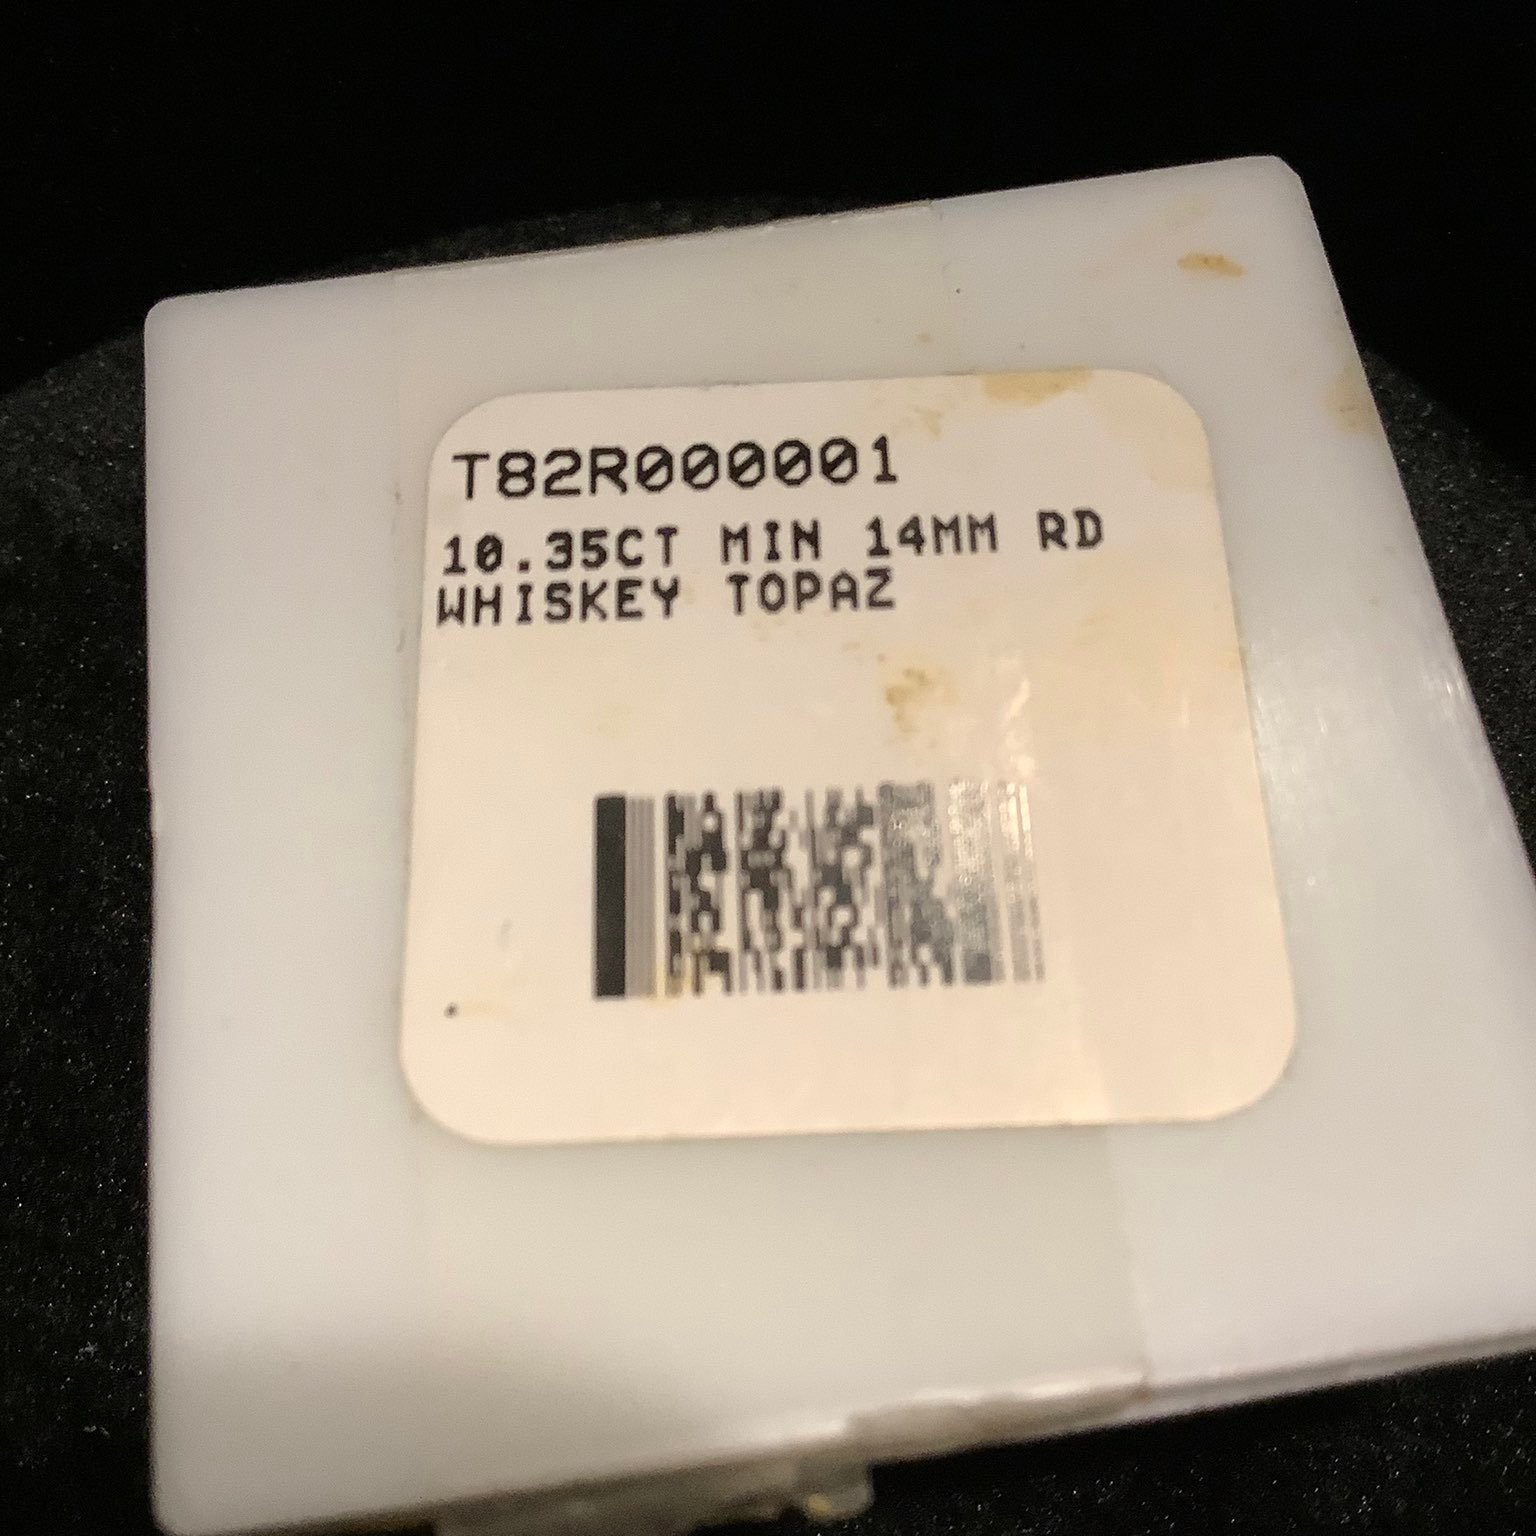 T82R000001
10.35CT MIN 14MM RD
WHISKEY TOPAZ